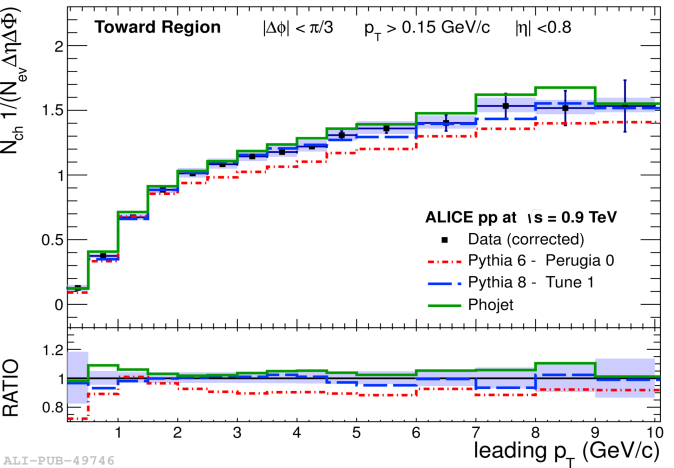 Toward Region |Δϕ| < π/3 p_T > 0.15 GeV/c |η| <0.8
N_ch 1/(N_ev ΔηΔΦ)
2
1.5
1
0.5
0
ALICE pp at √s = 0.9 TeV
Data (corrected)
Pythia 6 - Perugia 0
Pythia 8 - Tune 1
Phojet
RATIO
1.2
1
0.8
1 2 3 4 5 6 7 8 9 10
leading p_T (GeV/c)
ALI-PUB-49746